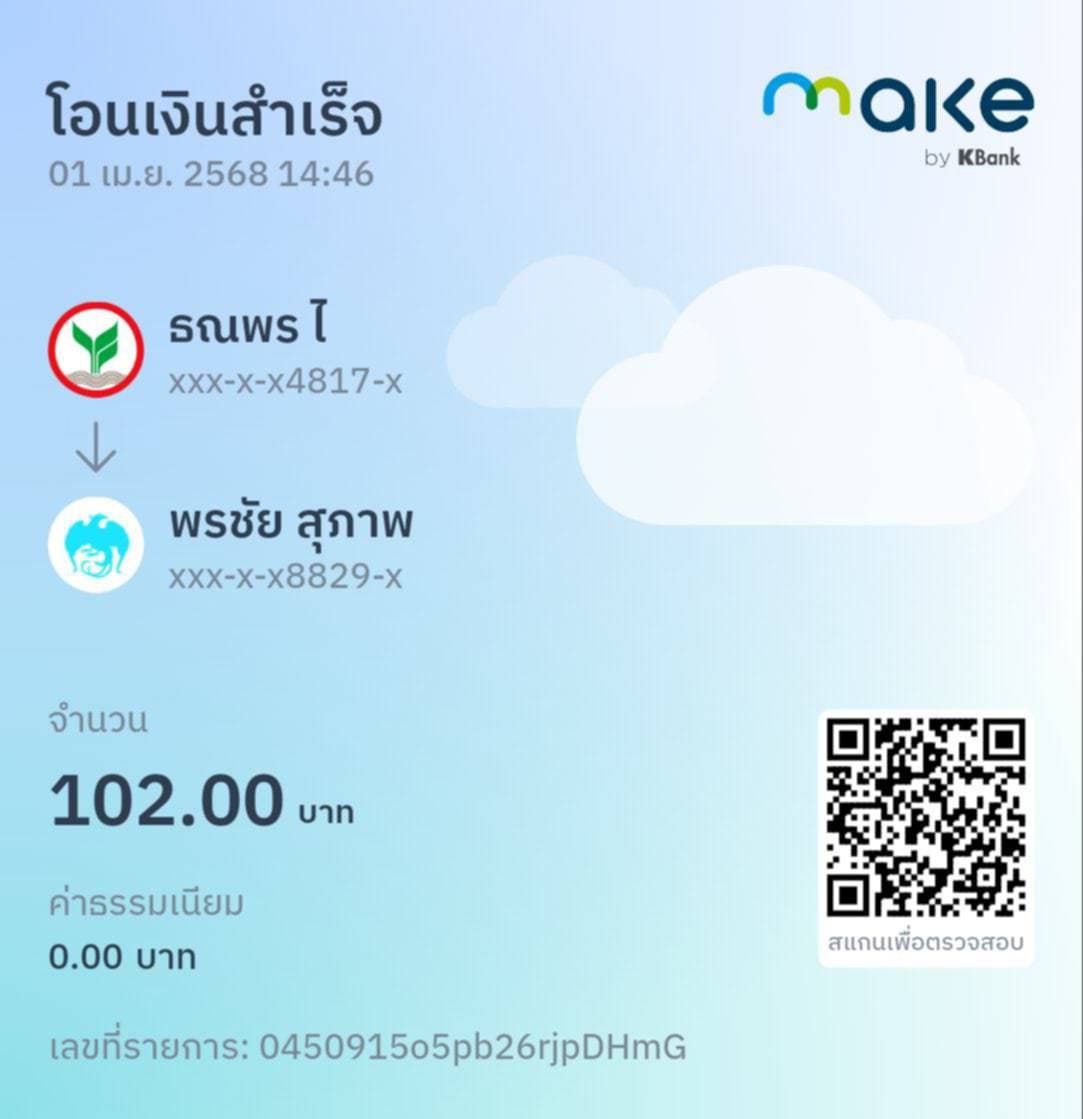 โอนเงินสำเร็จ
01 เม.ย. 2568 14:46
make
by KBank
ธณพร ไ
xxx-x-x4817-x
พรชัย สุภาพ
xxx-x-x8829-x
จำนวน
102.00 บาท
ค่าธรรมเนียม
0.00 บาท
สแกนเพื่อตรวจสอบ
เลขที่รายการ: 0450915o5pb26rjpDHmG